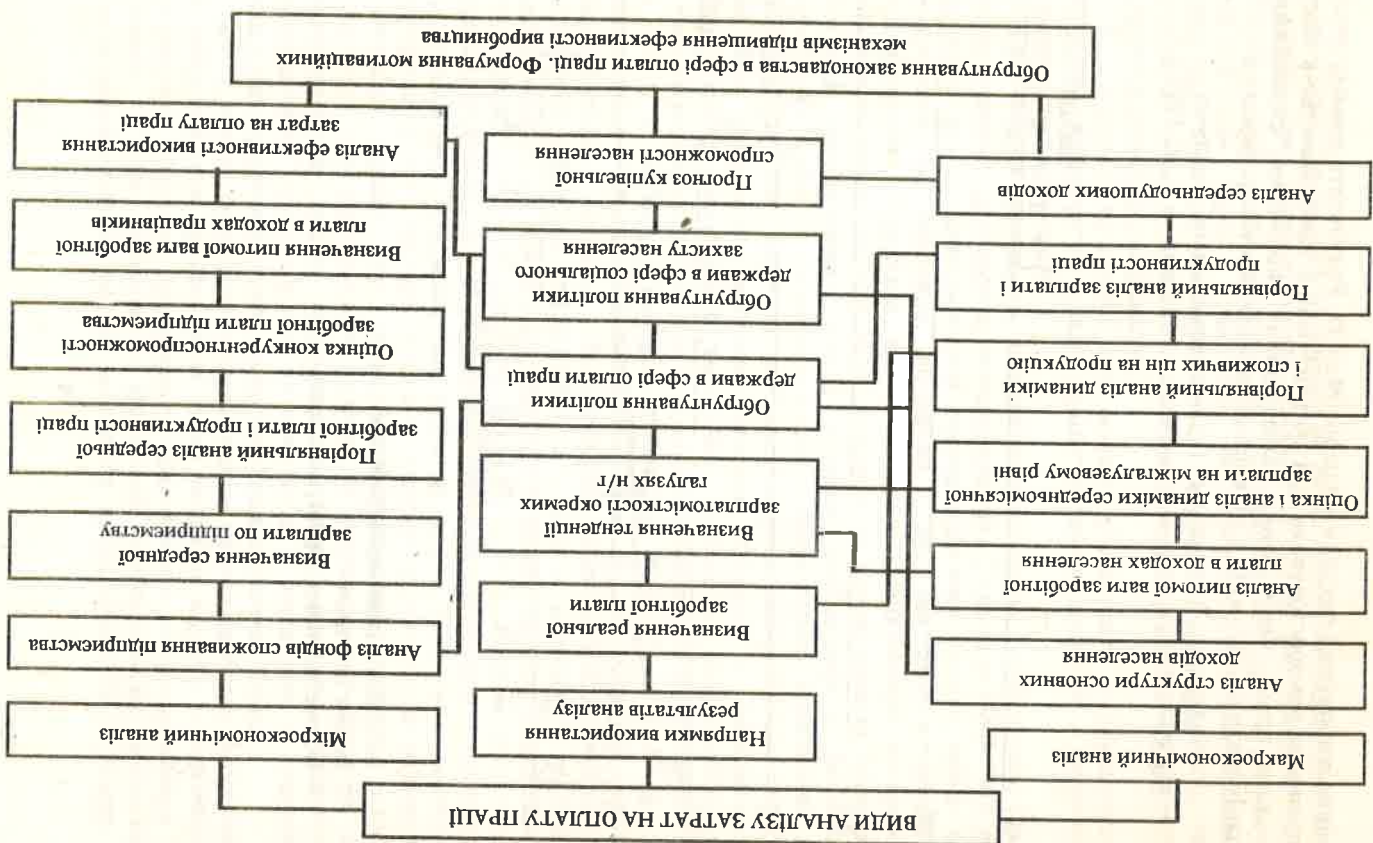 ВИДИ АНАЛІЗУ ЗАТРАТ НА ОПЛАТУ ПРАЦІ
Макроекономічний аналіз
Аналіз структури основних
доходів населення
Аналіз питомої ваги заробітної
плати в доходах населення
Оцінка і аналіз динаміки середньомісячної
зарплати на міжгалузевому рівні
Порівняльний аналіз динаміки
і споживчих цін на продукцію
Порівняльний аналіз зарплати і
продуктивності праці
Аналіз середньодушових доходів
Напрямки використання
результатів аналізу
Визначення реальної
заробітної плати
Визначення тенденції
зарплатомісткості окремих
галузях н/г
Обгрунтування політики
держави в сфері оплати праці
Обгрунтування політики
держави в сфері соціального
захисту населення
Прогноз купівельної
спроможності населення
Мікроекономічний аналіз
Аналіз фондів споживання підприємства
Визначення середньої
зарплати по підприємству
Порівняльний аналіз середньої
заробітної плати і продуктивності праці
Оцінка конкурентноспроможності
заробітної плати підприємства
Визначення питомої ваги заробітної
плати в доходах працівників
Аналіз ефективності використання
затрат на оплату праці
Обгрунтування законодавства в сфері оплати праці. Формування мотиваційних
механізмів підвищення ефективності виробництва